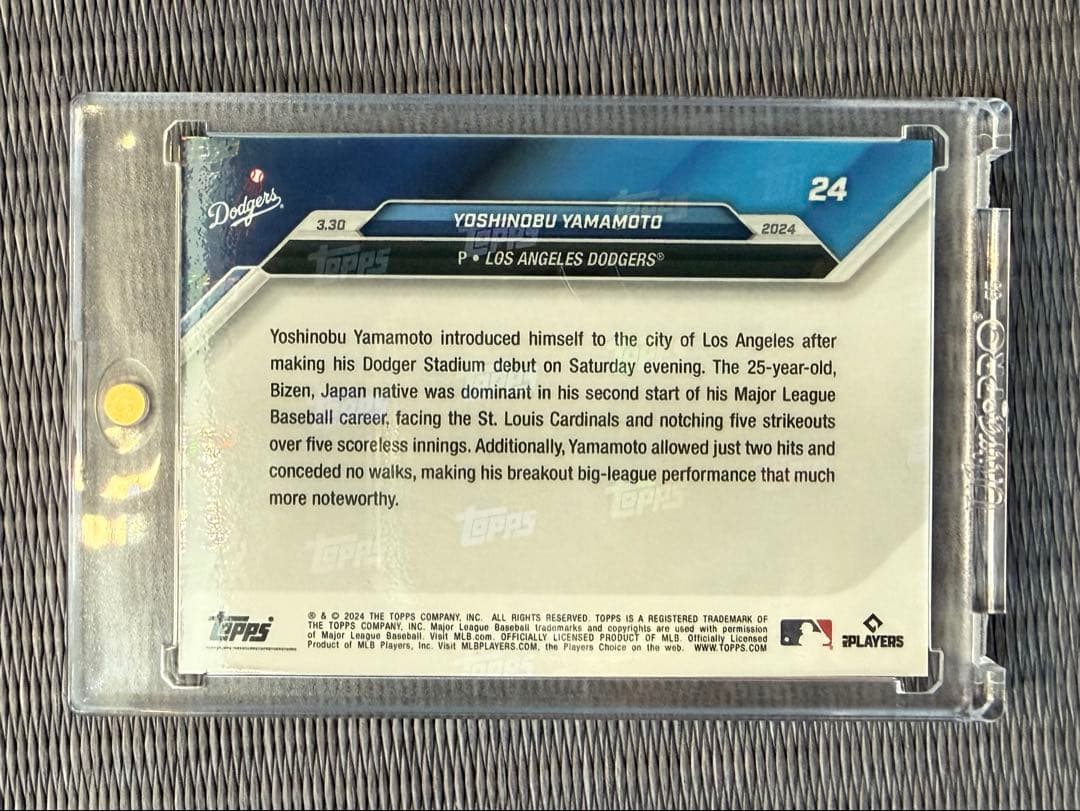 Dodgers
24
3.30
YOSHINOBU YAMAMOTO
2024
P • LOS ANGELES DODGERS®
Yoshinobu Yamamoto introduced himself to the city of Los Angeles after
making his Dodger Stadium debut on Saturday evening. The 25-year-old,
Bizen, Japan native was dominant in his second start of his Major League
Baseball career, facing the St. Louis Cardinals and notching five strikeouts
over five scoreless innings. Additionally, Yamamoto allowed just two hits and
conceded no walks, making his breakout big-league performance that much
more noteworthy.
Topps
Topps
Topps
Topps
Topps
® & © 2024 THE TOPPS COMPANY, INC. ALL RIGHTS RESERVED. TOPPS IS A REGISTERED TRADEMARK OF
THE TOPPS COMPANY, INC. Major League Baseball trademarks and copyrights are used with permission
of Major League Baseball. Visit MLB.com. OFFICIALLY LICENSED PRODUCT OF MLB. Officially Licensed
Product of MLB Players, Inc. Visit MLBPLAYERS.COM, the Players Choice on the web. WWW.TOPPS.COM
PLAYERS